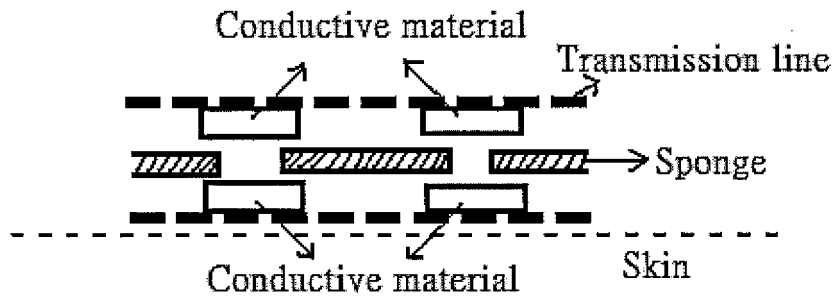 Conductive material
Transmission line
Sponge
Conductive material
Skin